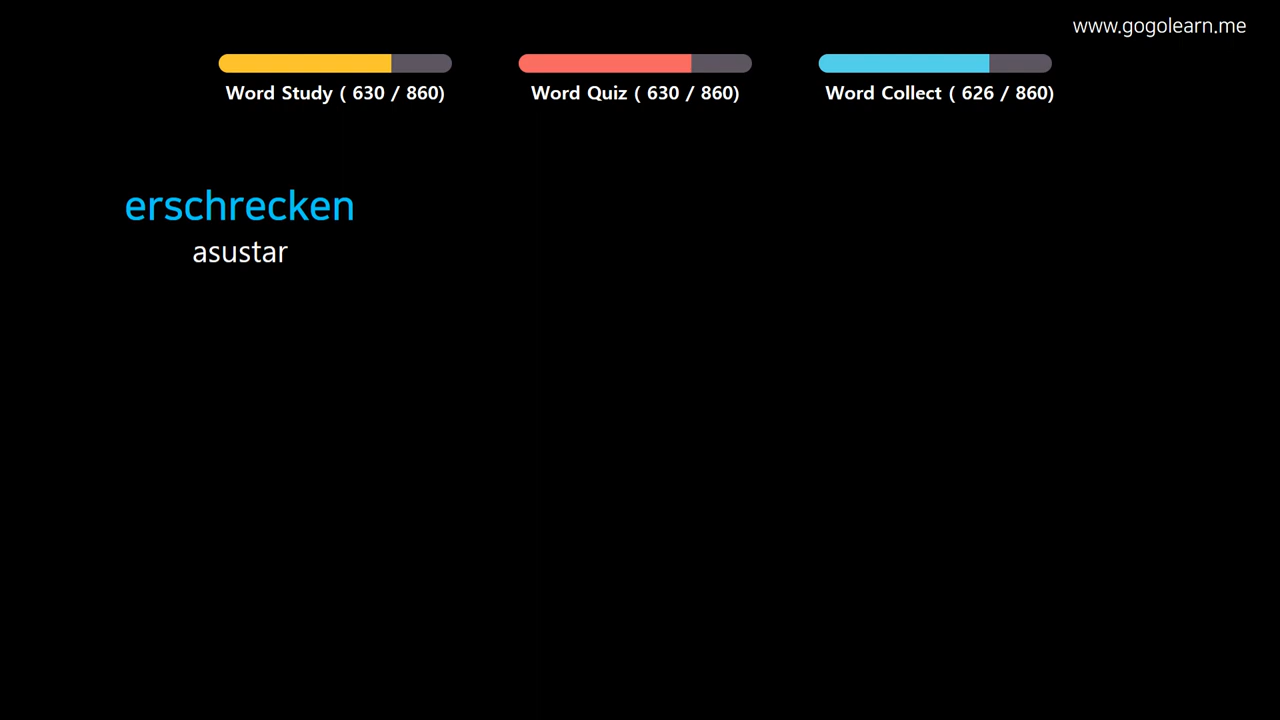 www.gogolearn.me
Word Study ( 630 / 860)
Word Quiz ( 630 / 860)
Word Collect ( 626 / 860)
erschrecken
asustar